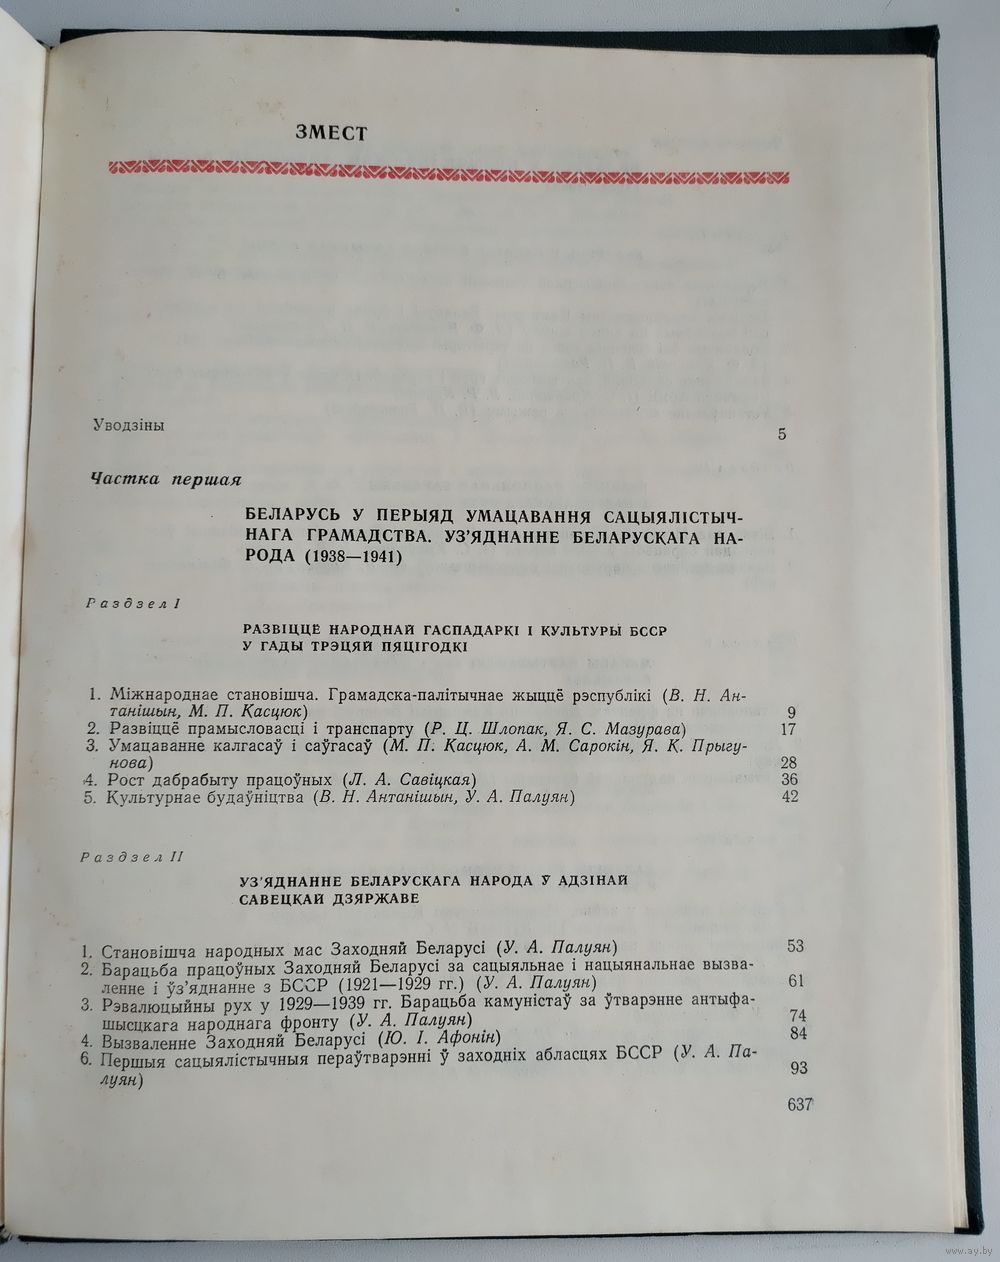 ЗМЕСТ
Уводзіны 5
Частка першая
БЕЛАРУСЬ У ПЕРЫЯД УМАЦАВАННЯ САЦЫЯЛІСТЫЧ-
НАГА ГРАМАДСТВА. УЗ'ЯДНАННЕ БЕЛАРУСКАГА НА-
РОДА (1938—1941)
Раздзел I
РАЗВІЦЦЁ НАРОДНАЙ ГАСПАДАРКІ І КУЛЬТУРЫ БССР
У ГАДЫ ТРЭЦЯЙ ПЯЦІГОДКІ
1. Міжнароднае становішча. Грамадска-палітычнае жыццё рэспублікі (В. Н. Ан-
танішын, М. П. Касцюк) 9
2. Развіццё прамысловасці і транспарту (Р. Ц. Шлопак, Я. С. Мазурава) 17
3. Умацаванне калгасаў і саўгасаў (М. П. Касцюк, А. М. Сарокін, Я. К. Прыгу-
нова) 28
4. Рост дабрабыту працоўных (Л. А. Савіцкая) 36
5. Культурнае будаўніцтва (В. Н. Антанішын, У. А. Палуян) 42
Раздзел II
УЗ'ЯДНАННЕ БЕЛАРУСКАГА НАРОДА Ў АДЗІНАЙ
САВЕЦКАЙ ДЗЯРЖАВЕ
1. Становішча народных мас Заходняй Беларусі (У. А. Палуян) 53
2. Барацьба працоўных Заходняй Беларусі за сацыяльнае і нацыянальнае вызва-
ленне і ўз'яднанне з БССР (1921—1929 гг.) (У. А. Палуян) 61
3. Рэвалюцыйны рух у 1929—1939 гг. Барацьба камуністаў за ўтварэнне антыфа-
шысцкага народнага фронту (У. А. Палуян) 74
4. Вызваленне Заходняй Беларусі (Ю. І. Афонін) 84
6. Першыя сацыялістычныя пераўтварэнні ў заходніх абласцях БССР (У. А. Па-
луян) 93
637
www.ay.by